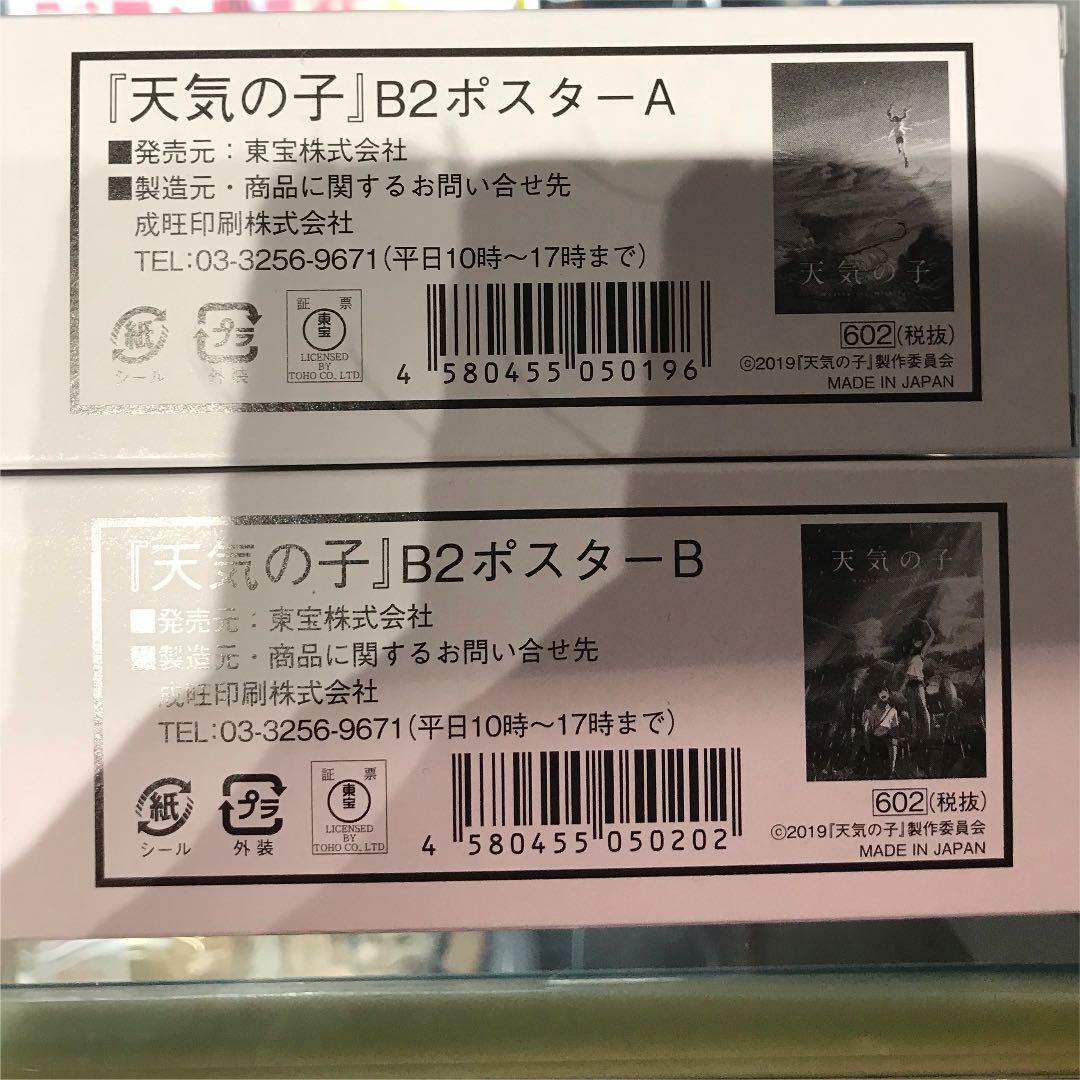 『天気の子』B2ポスターA
■発売元：東宝株式会社
■製造元・商品に関するお問い合せ先
成旺印刷株式会社
TEL:03-3256-9671(平日10時～17時まで)
紙
シール
プラ
外装
証 票
東宝
LICENSED
BY
TOHO CO., LTD.
4 580455 050196
天気の子
602(税抜)
©2019『天気の子』製作委員会
MADE IN JAPAN
『天気の子』B2ポスターB
■発売元：東宝株式会社
■製造元・商品に関するお問い合せ先
成旺印刷株式会社
TEL:03-3256-9671(平日10時～17時まで)
紙
シール
プラ
外装
証 票
東宝
LICENSED
BY
TOHO CO., LTD.
4 580455 050202
天気の子
602(税抜)
©2019『天気の子』製作委員会
MADE IN JAPAN